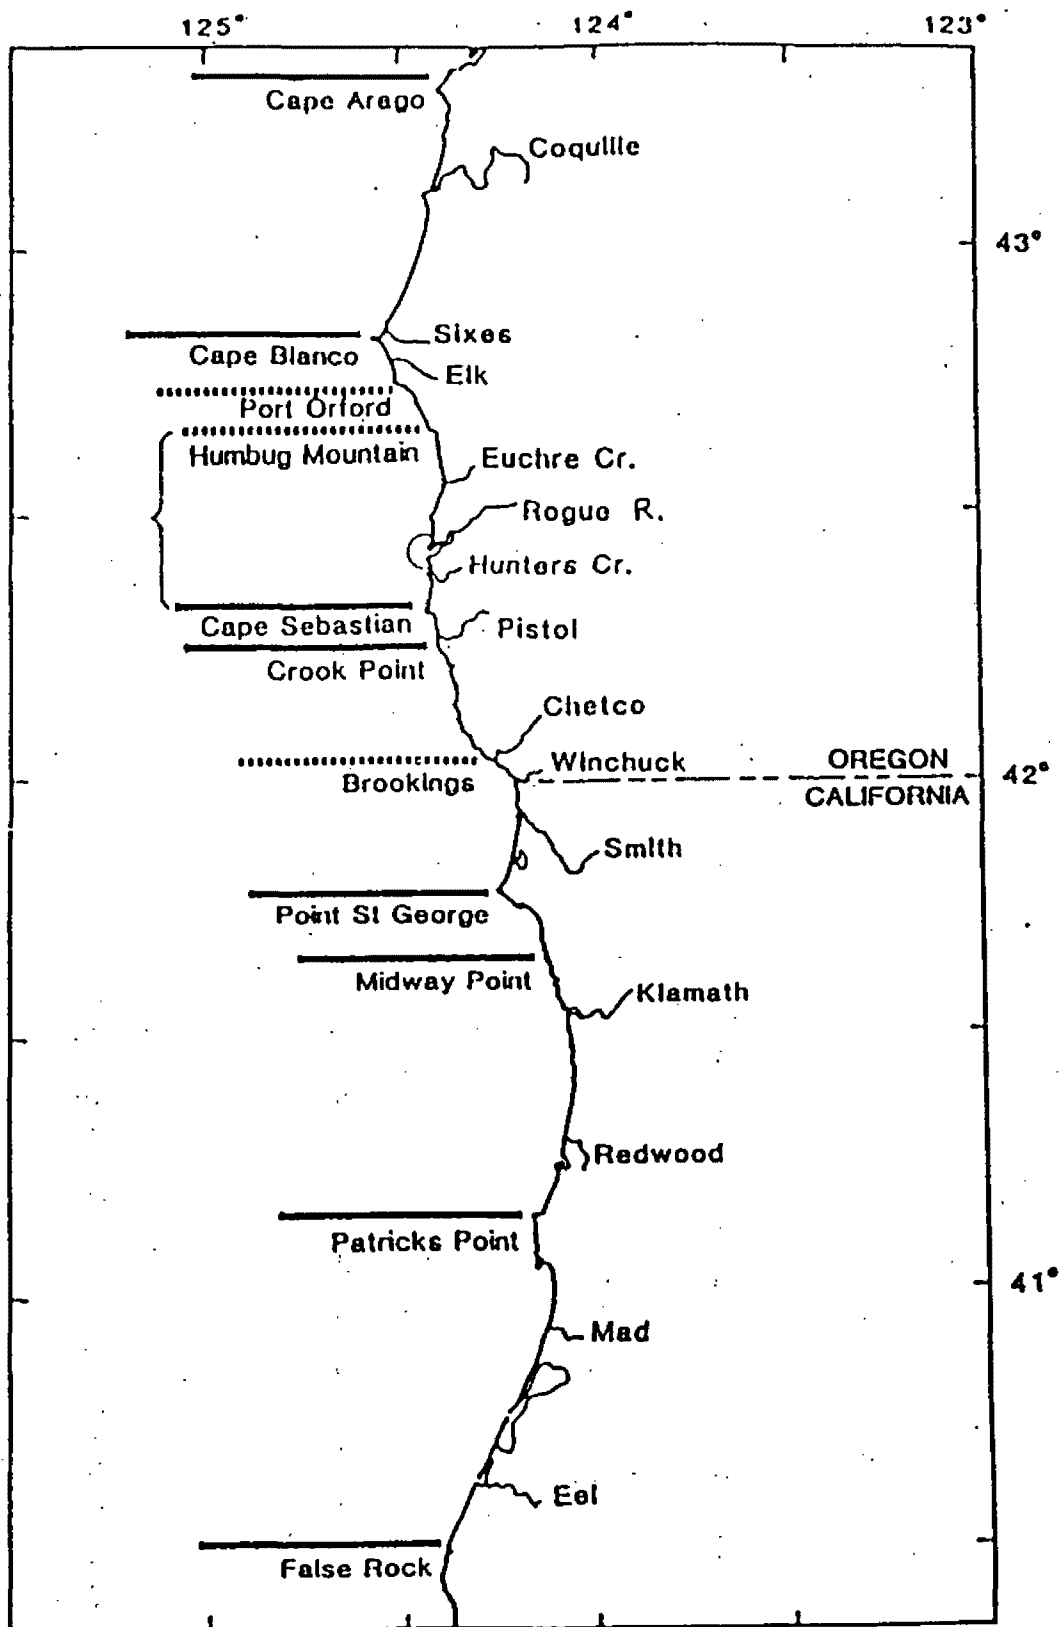 125°
124°
123°
Cape Arago
Coquille
43°
Sixes
Cape Blanco
Elk
Port Orford
Humbug Mountain
Euchre Cr.
Rogue R.
Hunters Cr.
Cape Sebastian
Pistol
Crook Point
Chetco
Winchuck
OREGON
Brookings
42°
CALIFORNIA
Smith
Point St George
Midway Point
Klamath
Redwood
Patricks Point
41°
Mad
Eel
False Rock